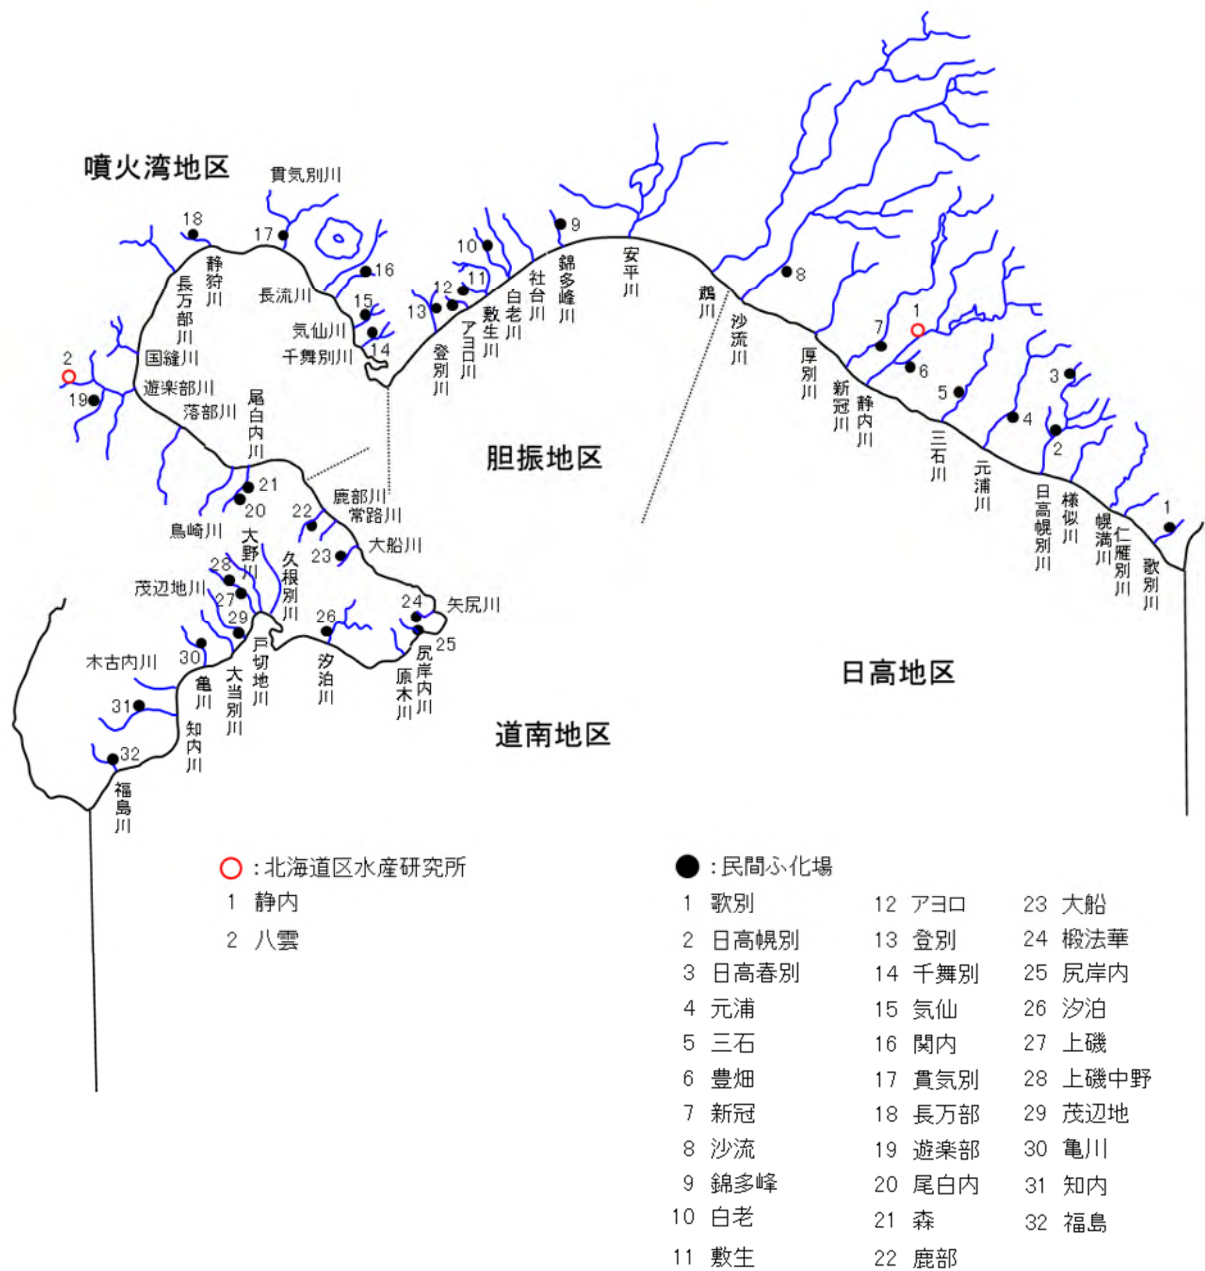 噴火湾地区
貫気別川
18
17
静狩川
長万部川
長流川
16
15
気仙川
14
千舞別川
国縫川
2
遊楽部川
19
落部川
尾白内川
21
20
鳥崎川
10
9
11
12
13
登別川
アヨロ川
敷生川
白老川
社台川
錦多峰川
安平川
鵡川
沙流川
8
厚別川
7
1
新冠川
6
静内川
5
三石川
4
元浦川
3
2
日高幌別川
様似川
幌満川
仁雁別川
1
歌別川
胆振地区
日高地区
道南地区
鹿部川
常路川
22
23
大船川
大野川
久根別川
28
27
茂辺地川
29
戸切地川
26
汐泊川
24
矢尻川
25
尻岸内川
原木川
30
亀川
大当別川
木古内川
31
知内川
32
福島川
:北海道区水産研究所
1 静内
2 八雲
:民間ふ化場
1 歌別
2 日高幌別
3 日高春別
4 元浦
5 三石
6 豊畑
7 新冠
8 沙流
9 錦多峰
10 白老
11 敷生
12 アヨロ
13 登別
14 千舞別
15 気仙
16 関内
17 貫気別
18 長万部
19 遊楽部
20 尾白内
21 森
22 鹿部
23 大船
24 椴法華
25 尻岸内
26 汐泊
27 上磯
28 上磯中野
29 茂辺地
30 亀川
31 知内
32 福島